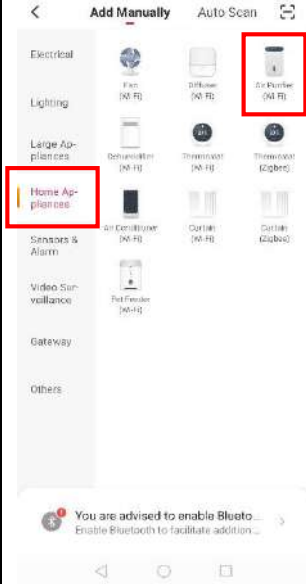 Add Manually
Auto Scan
Electrical
Lighting
Large Ap-
pliances
Home Ap-
pliances
Sensors &
Alarm
Video Sur-
veillance
Gateway
Others
Fan
(Wi-Fi)
Diffuser
(Wi-Fi)
Air Purifier
(Wi-Fi)
Dehumidifier
(Wi-Fi)
Thermostat
(Wi-Fi)
Thermostat
(Zigbee)
Air Conditioner
(Wi-Fi)
Curtain
(Wi-Fi)
Curtain
(Zigbee)
Pet Feeder
(Wi-Fi)
You are advised to enableBlueto...
Enable Bluetooth to facilitate addition...